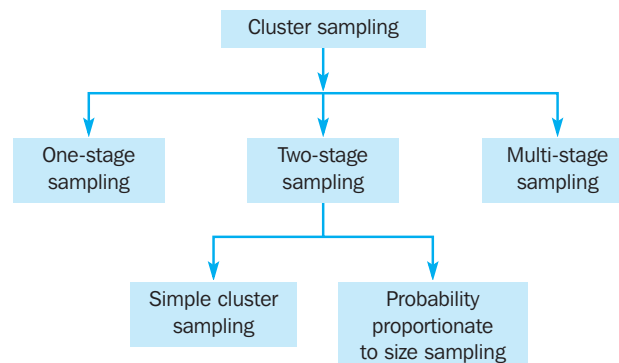 Cluster sampling
One-stage
sampling
Two-stage
sampling
Multi-stage
sampling
Simple cluster
sampling
Probability
proportionate
to size sampling